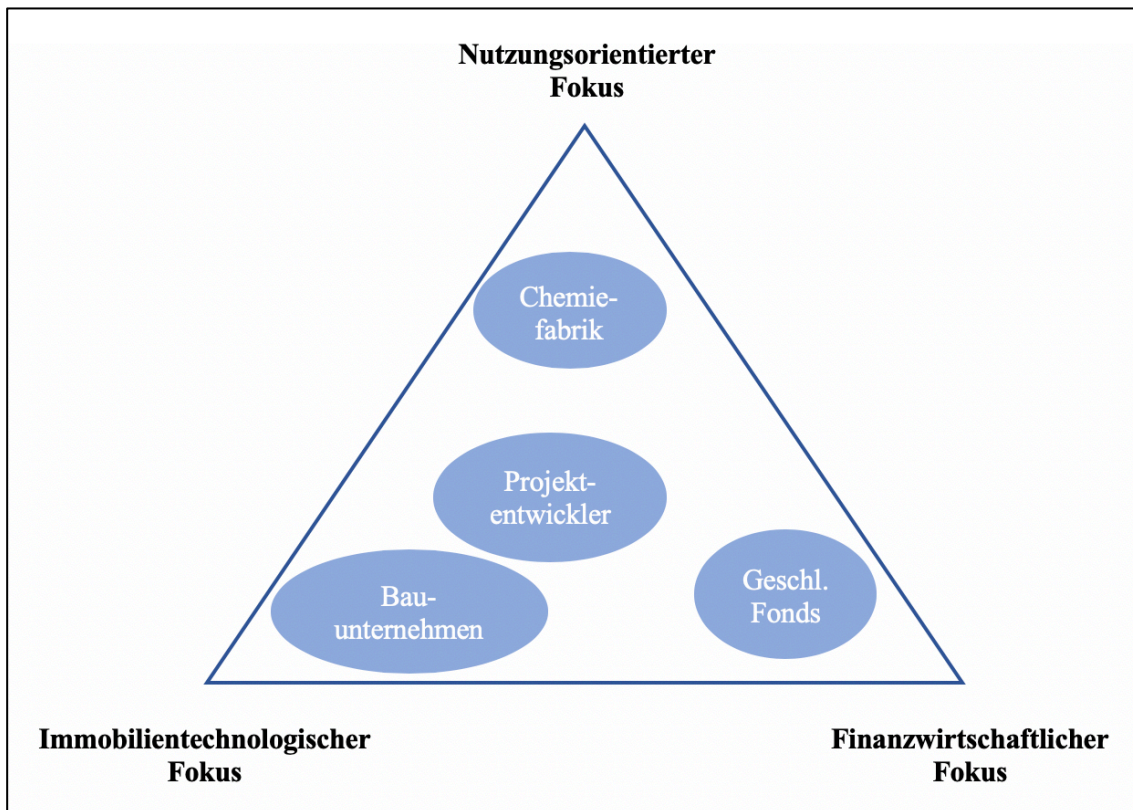 Nutzungsorientierter
Fokus
Chemie-
fabrik
Projekt-
entwickler
Bau-
unternehmen
Geschl.
Fonds
Immobilientechnologischer
Fokus
Finanzwirtschaftlicher
Fokus